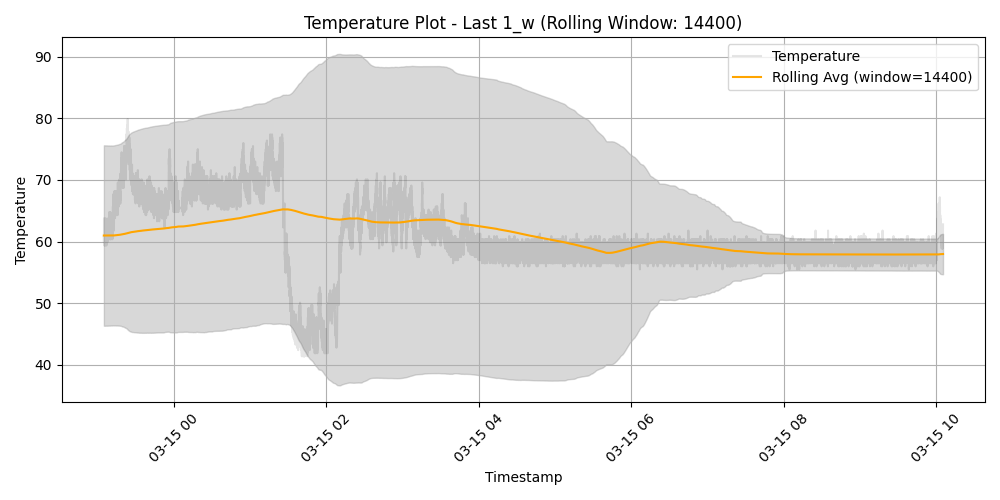 Temperature Plot - Last 1_w (Rolling Window: 14400)
Temperature
Rolling Avg (window=14400)
90
80
70
60
50
40
Temperature
03-15 00
03-15 02
03-15 04
03-15 06
03-15 08
03-15 10
Timestamp